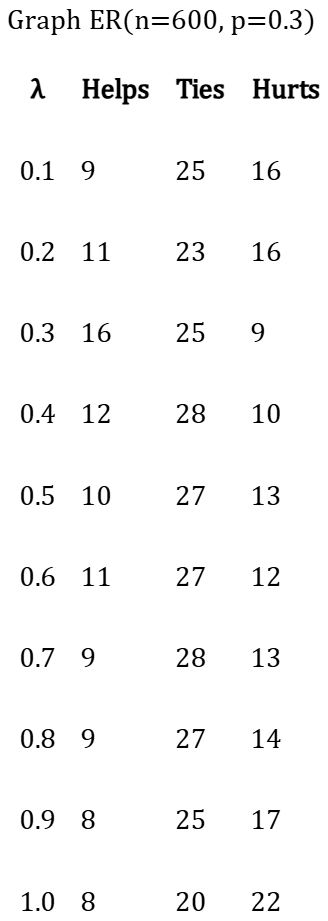 Graph ER(n=600, p=0.3)
λ Helps Ties Hurts
0.1 9 25 16
0.2 11 23 16
0.3 16 25 9
0.4 12 28 10
0.5 10 27 13
0.6 11 27 12
0.7 9 28 13
0.8 9 27 14
0.9 8 25 17
1.0 8 20 22